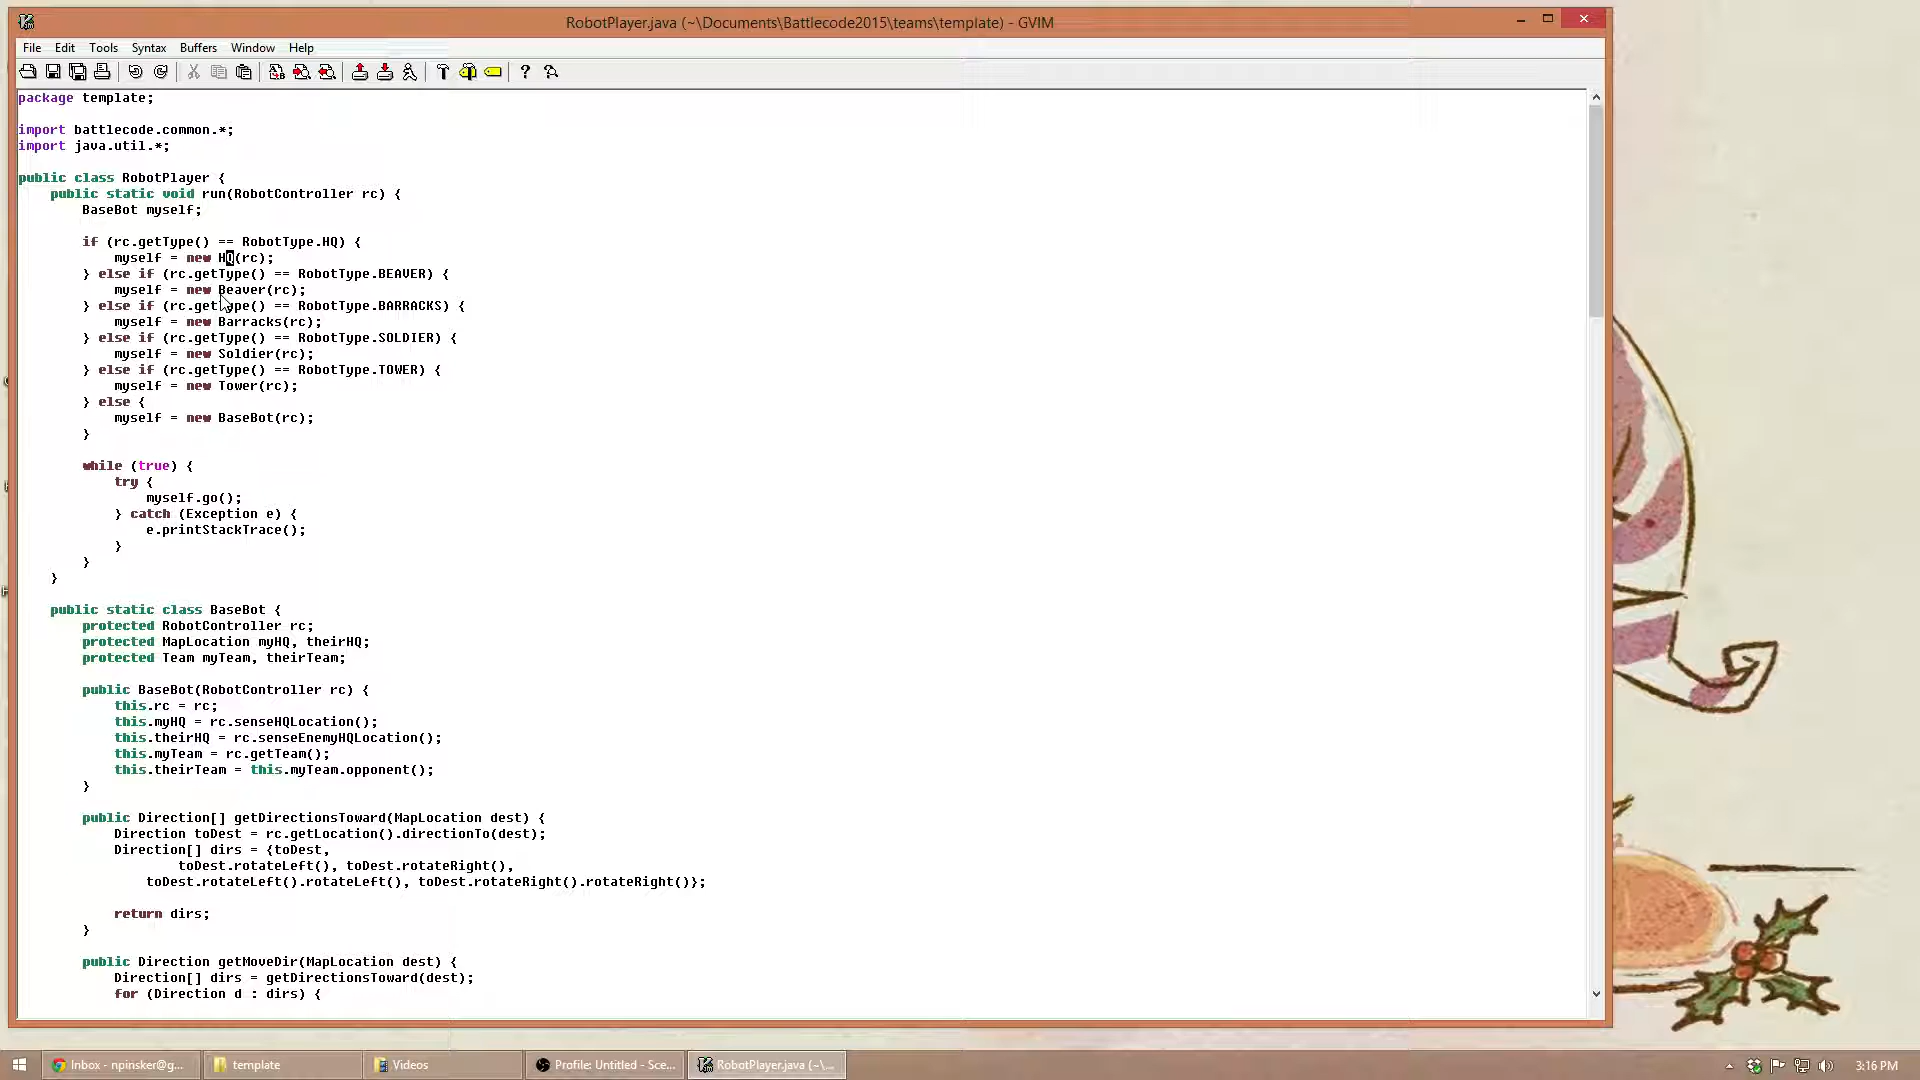 RobotPlayer.java (~\Documents\Battlecode2015\teams\template) - GVIM
File Edit Tools Syntax Buffers Window Help
package template;
import battlecode.common.*;
import java.util.*;
public class RobotPlayer {
public static void run(RobotController rc) {
BaseBot myself;
if (rc.getType() == RobotType.HQ) {
myself = new HQ(rc);
} else if (rc.getType() == RobotType.BEAVER) {
myself = new Beaver(rc);
} else if (rc.getType() == RobotType.BARRACKS) {
myself = new Barracks(rc);
} else if (rc.getType() == RobotType.SOLDIER) {
myself = new Soldier(rc);
} else if (rc.getType() == RobotType.TOWER) {
myself = new Tower(rc);
} else {
myself = new BaseBot(rc);
}
while (true) {
try {
myself.go();
} catch (Exception e) {
e.printStackTrace();
}
}
}
public static class BaseBot {
protected RobotController rc;
protected MapLocation myHQ, theirHQ;
protected Team myTeam, theirTeam;
public BaseBot(RobotController rc) {
this.rc = rc;
this.myHQ = rc.senseHQLocation();
this.theirHQ = rc.senseEnemyHQLocation();
this.myTeam = rc.getTeam();
this.theirTeam = this.myTeam.opponent();
}
public Direction[] getDirectionsToward(MapLocation dest) {
Direction toDest = rc.getLocation().directionTo(dest);
Direction[] dirs = {toDest,
toDest.rotateLeft(), toDest.rotateRight(),
toDest.rotateLeft().rotateLeft(), toDest.rotateRight().rotateRight()};
return dirs;
}
public Direction getMoveDir(MapLocation dest) {
Direction[] dirs = getDirectionsToward(dest);
for (Direction d : dirs) {
Inbox - npinsker@g... template Videos Profile: Untitled - Sce... RobotPlayer.java (~\... 3:16 PM